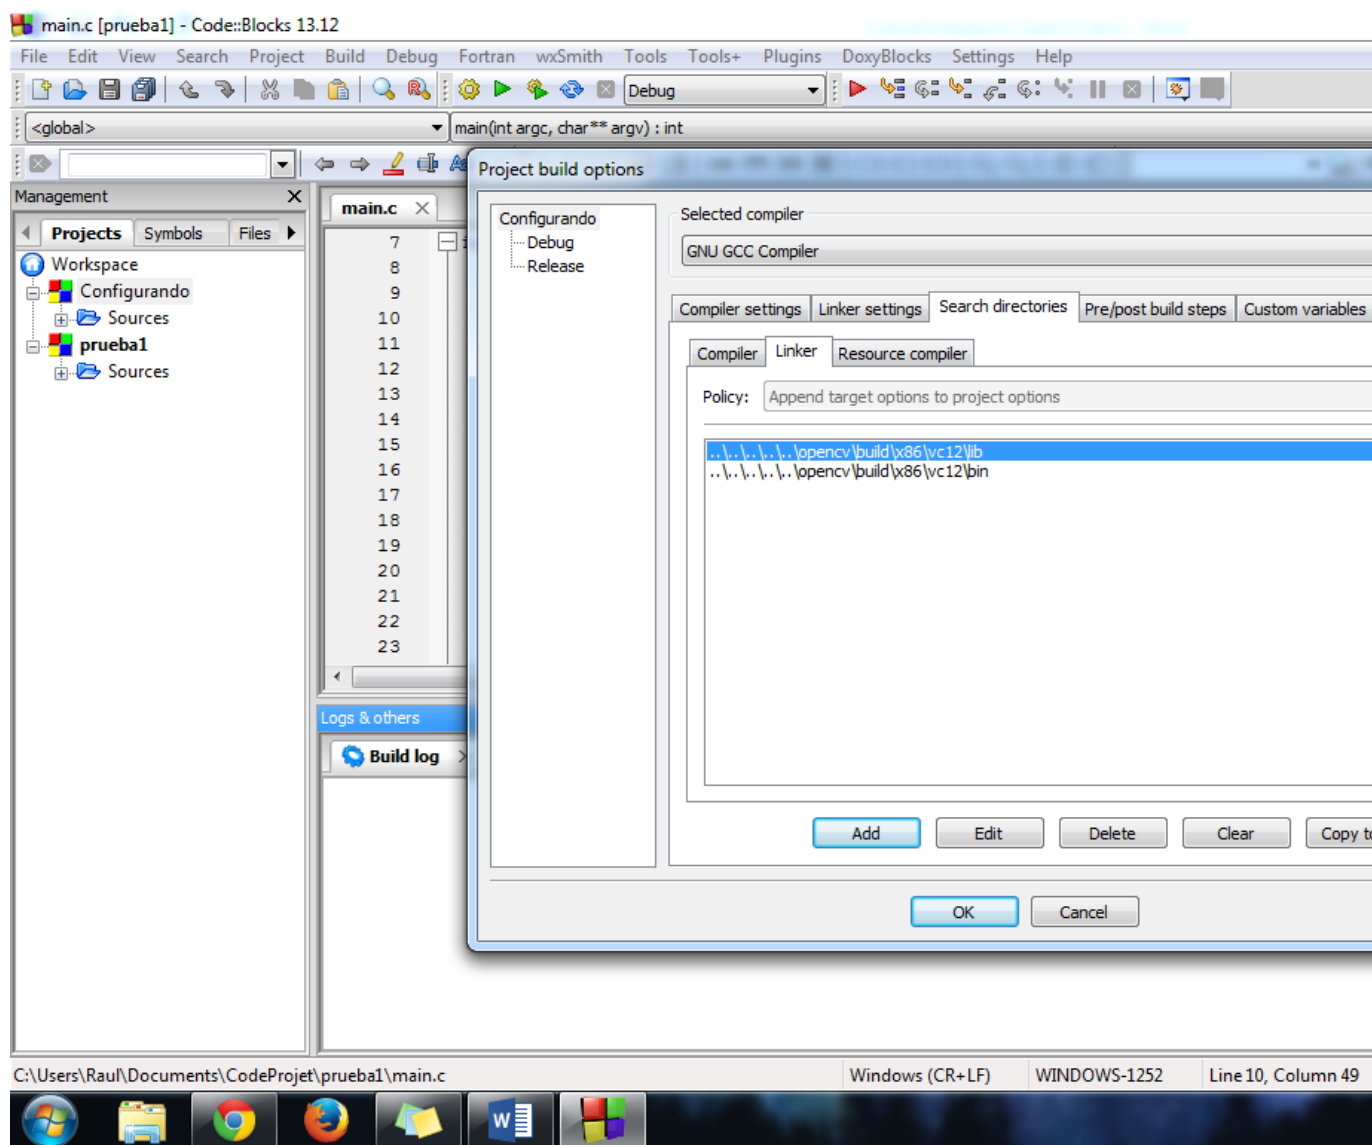 main.c [prueba1] - Code::Blocks 13.12
File Edit View Search Project Build Debug Fortran wxSmith Tools Tools+ Plugins DoxyBlocks Settings Help
Debug
<global> main(int argc, char** argv) : int
Project build options
Management
main.c
Projects Symbols Files
Workspace
Configurando
Sources
prueba1
Sources
7
8
9
10
11
12
13
14
15
16
17
18
19
20
21
22
23
Logs & others
Build log
Configurando
Debug
Release
Selected compiler
GNU GCC Compiler
Compiler settings Linker settings Search directories Pre/post build steps Custom variables
Compiler Linker Resource compiler
Policy: Append target options to project options
..\..\..\..\..\opencv\build\x86\vc12\lib
..\..\..\..\..\opencv\build\x86\vc12\bin
Add Edit Delete Clear Copy to
OK Cancel
C:\Users\Raul\Documents\CodeProjet\prueba1\main.c Windows (CR+LF) WINDOWS-1252 Line 10, Column 49